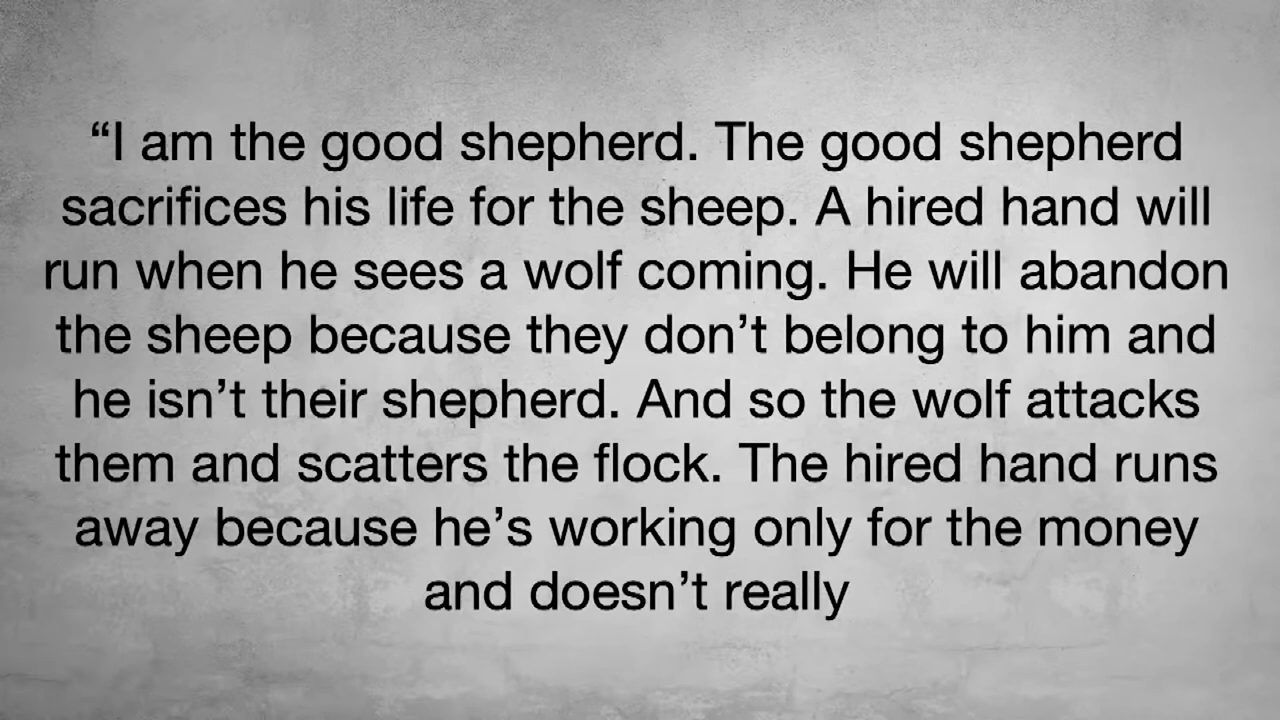 “I am the good shepherd. The good shepherd
sacrifices his life for the sheep. A hired hand will
run when he sees a wolf coming. He will abandon
the sheep because they don’t belong to him and
he isn’t their shepherd. And so the wolf attacks
them and scatters the flock. The hired hand runs
away because he’s working only for the money
and doesn’t really